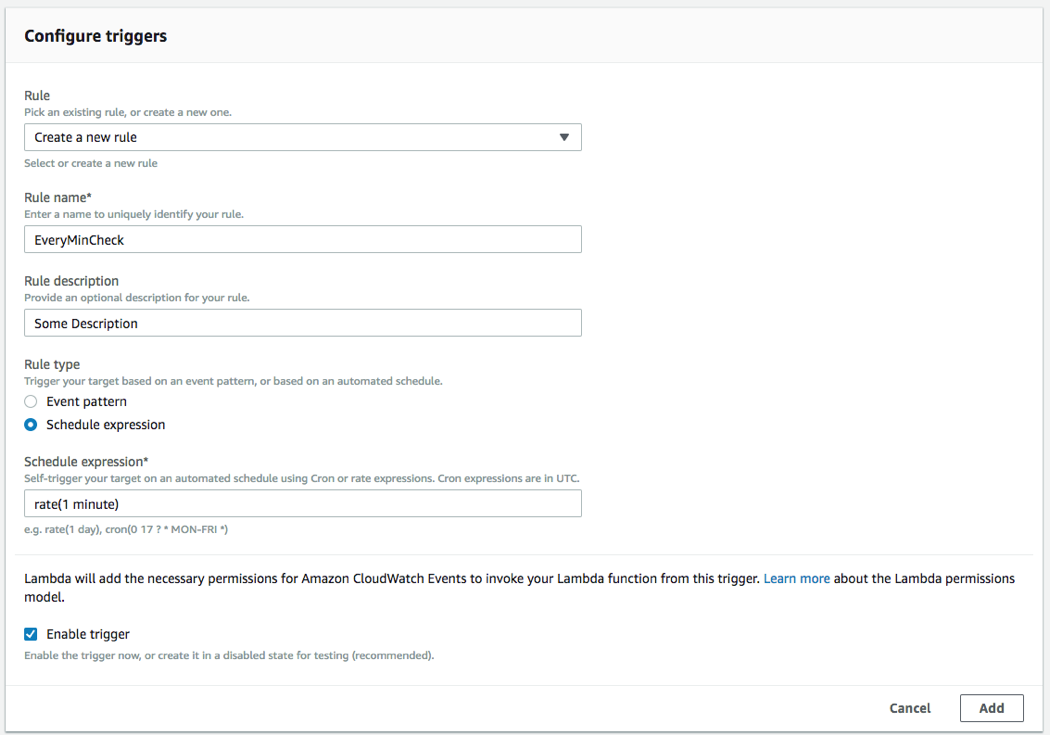 Configure triggers
Rule
Pick an existing rule, or create a new one.
Create a new rule
Select or create a new rule
Rule name*
Enter a name to uniquely identify your rule.
EveryMinCheck
Rule description
Provide an optional description for your rule.
Some Description
Rule type
Trigger your target based on an event pattern, or based on an automated schedule.
Event pattern
Schedule expression
Schedule expression*
Self-trigger your target on an automated schedule using Cron or rate expressions. Cron expressions are in UTC.
rate(1 minute)
e.g. rate(1 day), cron(0 17 ? * MON-FRI *)
Lambda will add the necessary permissions for Amazon CloudWatch Events to invoke your Lambda function from this trigger. Learn more about the Lambda permissions
model.
Enable trigger
Enable the trigger now, or create it in a disabled state for testing (recommended).
Cancel Add